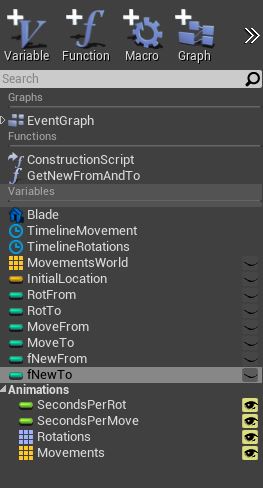 Variable Function Macro Graph
Search
Graphs
EventGraph
Functions
ConstructionScript
GetNewFromAndTo
Variables
Blade
TimelineMovement
TimelineRotations
MovementsWorld
InitialLocation
RotFrom
RotTo
MoveFrom
MoveTo
fNewFrom
fNewTo
Animations
SecondsPerRot
SecondsPerMove
Rotations
Movements